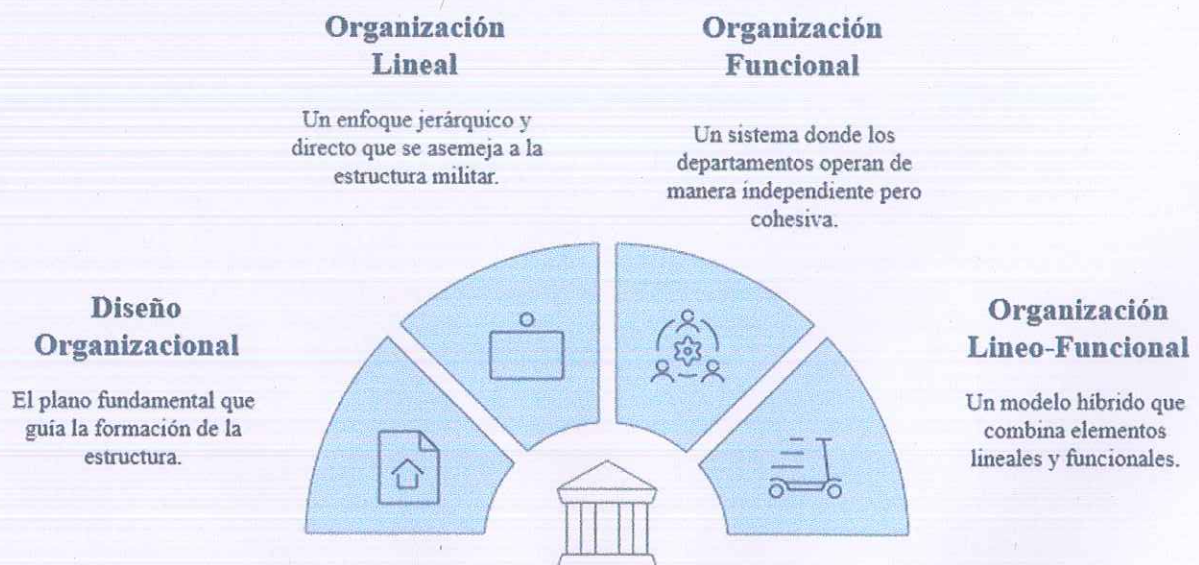 Organización
Lineal
Un enfoque jerárquico y
directo que se asemeja a la
estructura militar.
Organización
Funcional
Un sistema donde los
departamentos operan de
manera independiente pero
cohesiva.
Diseño
Organizacional
El plano fundamental que
guía la formación de la
estructura.
Organización
Lineo-Funcional
Un modelo híbrido que
combina elementos
lineales y funcionales.